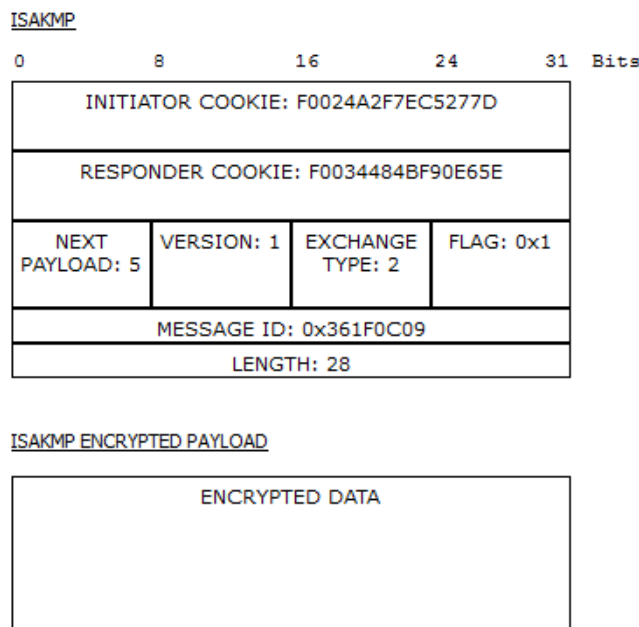 ISAKMP
0 8 16 24 31 Bits
INITIATOR COOKIE: F0024A2F7EC5277D
RESPONDER COOKIE: F0034484BF90E65E
NEXT PAYLOAD: 5
VERSION: 1
EXCHANGE TYPE: 2
FLAG: 0x1
MESSAGE ID: 0x361F0C09
LENGTH: 28
ISAKMP ENCRYPTED PAYLOAD
ENCRYPTED DATA